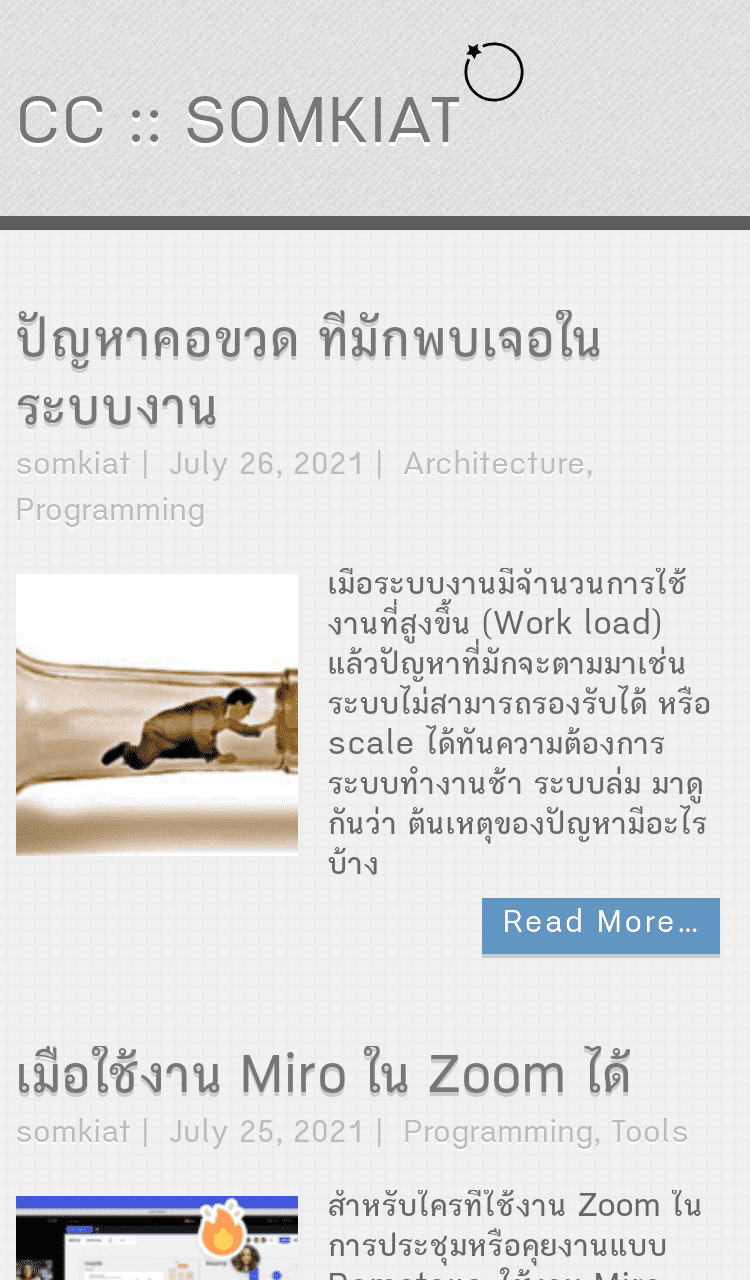 CC :: SOMKIAT
ปัญหาคอขวด ที่มักพบเจอใน
ระบบงาน
somkiat | July 26, 2021 | Architecture,
Programming
เมื่อระบบงานมีจำนวนการใช้
งานที่สูงขึ้น (Work load)
แล้วปัญหาที่มักจะตามมาเช่น
ระบบไม่สามารถรองรับได้ หรือ
scale ได้ทันความต้องการ
ระบบทำงานช้า ระบบล่ม มาดู
กันว่า ต้นเหตุของปัญหามีอะไร
บ้าง
Read More…
เมื่อใช้งาน Miro ใน Zoom ได้
somkiat | July 25, 2021 | Programming, Tools
สำหรับใครที่ใช้งาน Zoom ใน
การประชุมหรือคุยงานแบบ